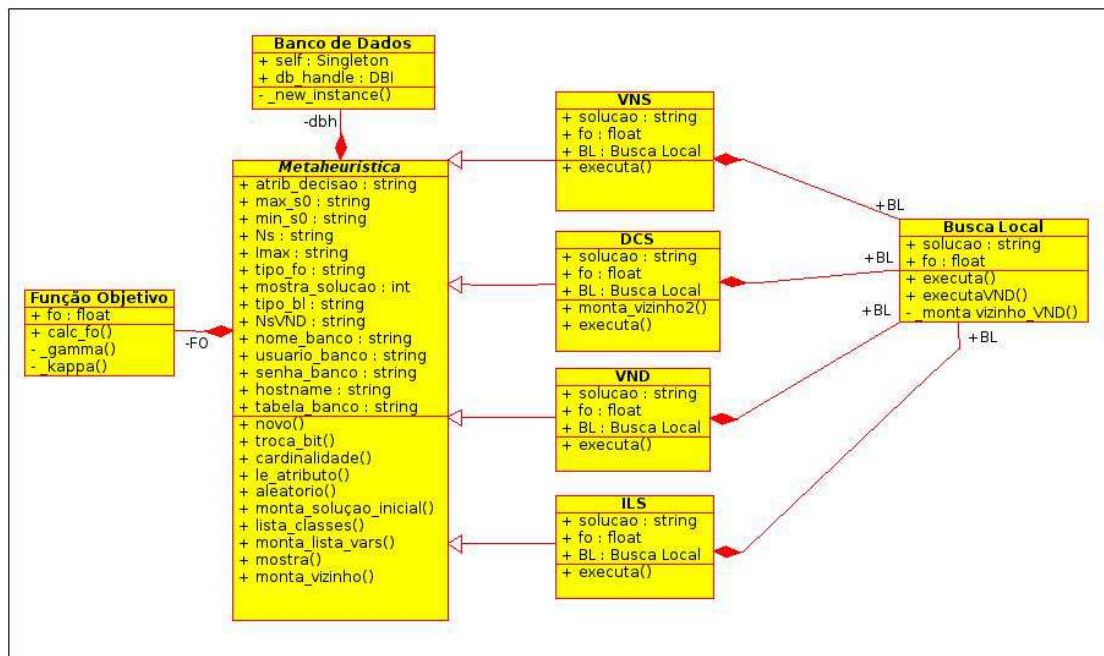 Banco de Dados
+ self : Singleton
+ db_handle : DBI
- _new_instance()
-dbh
Metaheuristica
+ atrib_decisao : string
+ max_s0 : string
+ min_s0 : string
+ Ns : string
+ lmax : string
+ tipo_fo : string
+ mostra_solucao : int
+ tipo_bl : string
+ NsVND : string
+ nome_banco : string
+ usuario_banco : string
+ senha_banco : string
+ hostname : string
+ tabela_banco : string
+ novo()
+ troca_bit()
+ cardinalidade()
+ le_atributo()
+ aleatorio()
+ monta_soluçao_inicial()
+ lista_classes()
+ monta_lista_vars()
+ mostra()
+ monta_vizinho()
Função Objetivo
+ fo : float
+ calc_fo()
- _gamma()
- _kappa()
-FO
VNS
+ solucao : string
+ fo : float
+ BL : Busca Local
+ executa()
DCS
+ solucao : string
+ fo : float
+ BL : Busca Local
+ monta_vizinho2()
+ executa()
VND
+ solucao : string
+ fo : float
+ BL : Busca Local
+ executa()
ILS
+ solucao : string
+ fo : float
+ BL : Busca Local
+ executa()
+BL
+BL
+BL
+BL
Busca Local
+ solucao : string
+ fo : float
+ executa()
+ executaVND()
- _monta vizinho_VND()